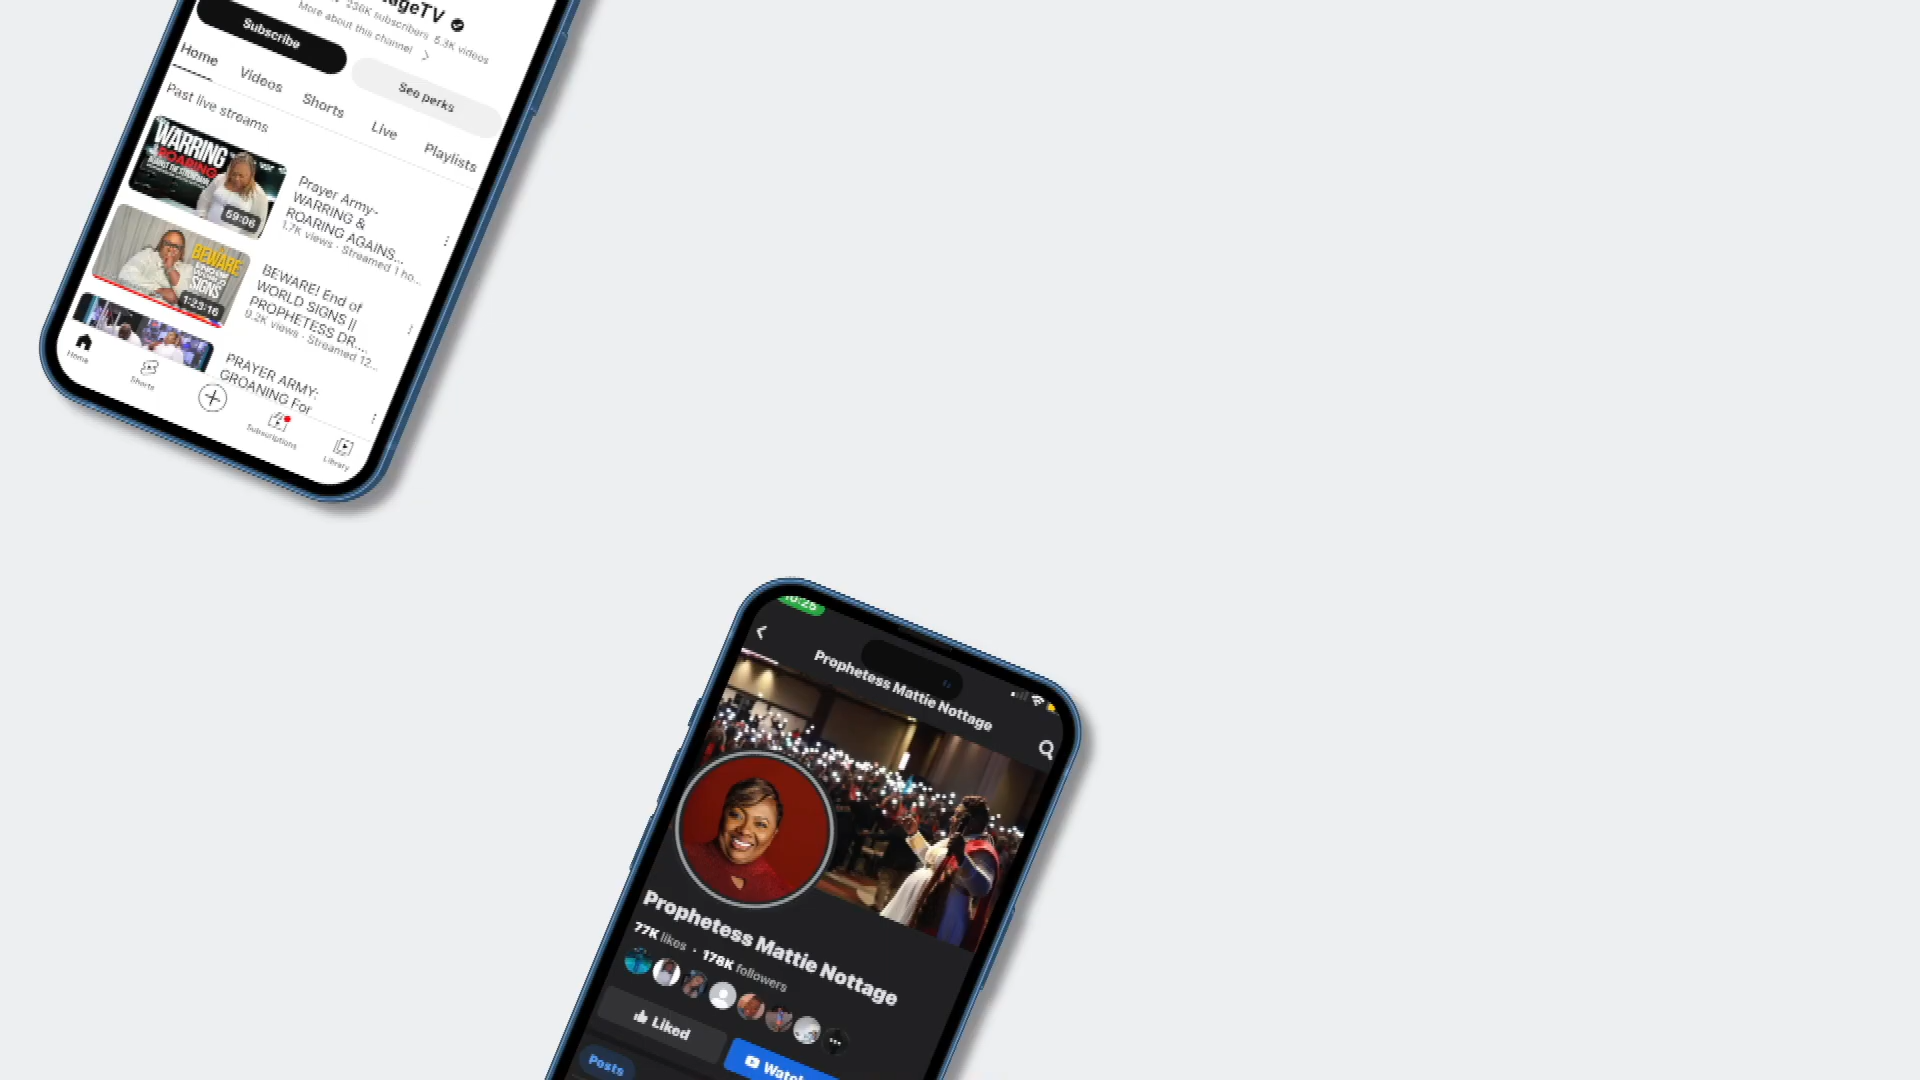 ageTV
236K subscribers 5.3K videos
More about this channel >
Subscribe
See perks
Home Videos Shorts Live Playlists
Past live streams
WARRING
ROARING
59:06
Prayer Army-
WARRING &
ROARING AGAINS...
1.7K views · Streamed 1 ho...
BEWARE
SIGNS
1:23:16
BEWARE! End of
WORLD SIGNS ||
PROPHETESS DR....
9.2K views · Streamed 12...
PRAYER ARMY:
GROANING For
Home
Shorts
Subscriptions
Library
10:25
Prophetess Mattie Nottage
Prophetess Mattie Nottage
77K likes · 178K followers
Liked
Watch
Posts